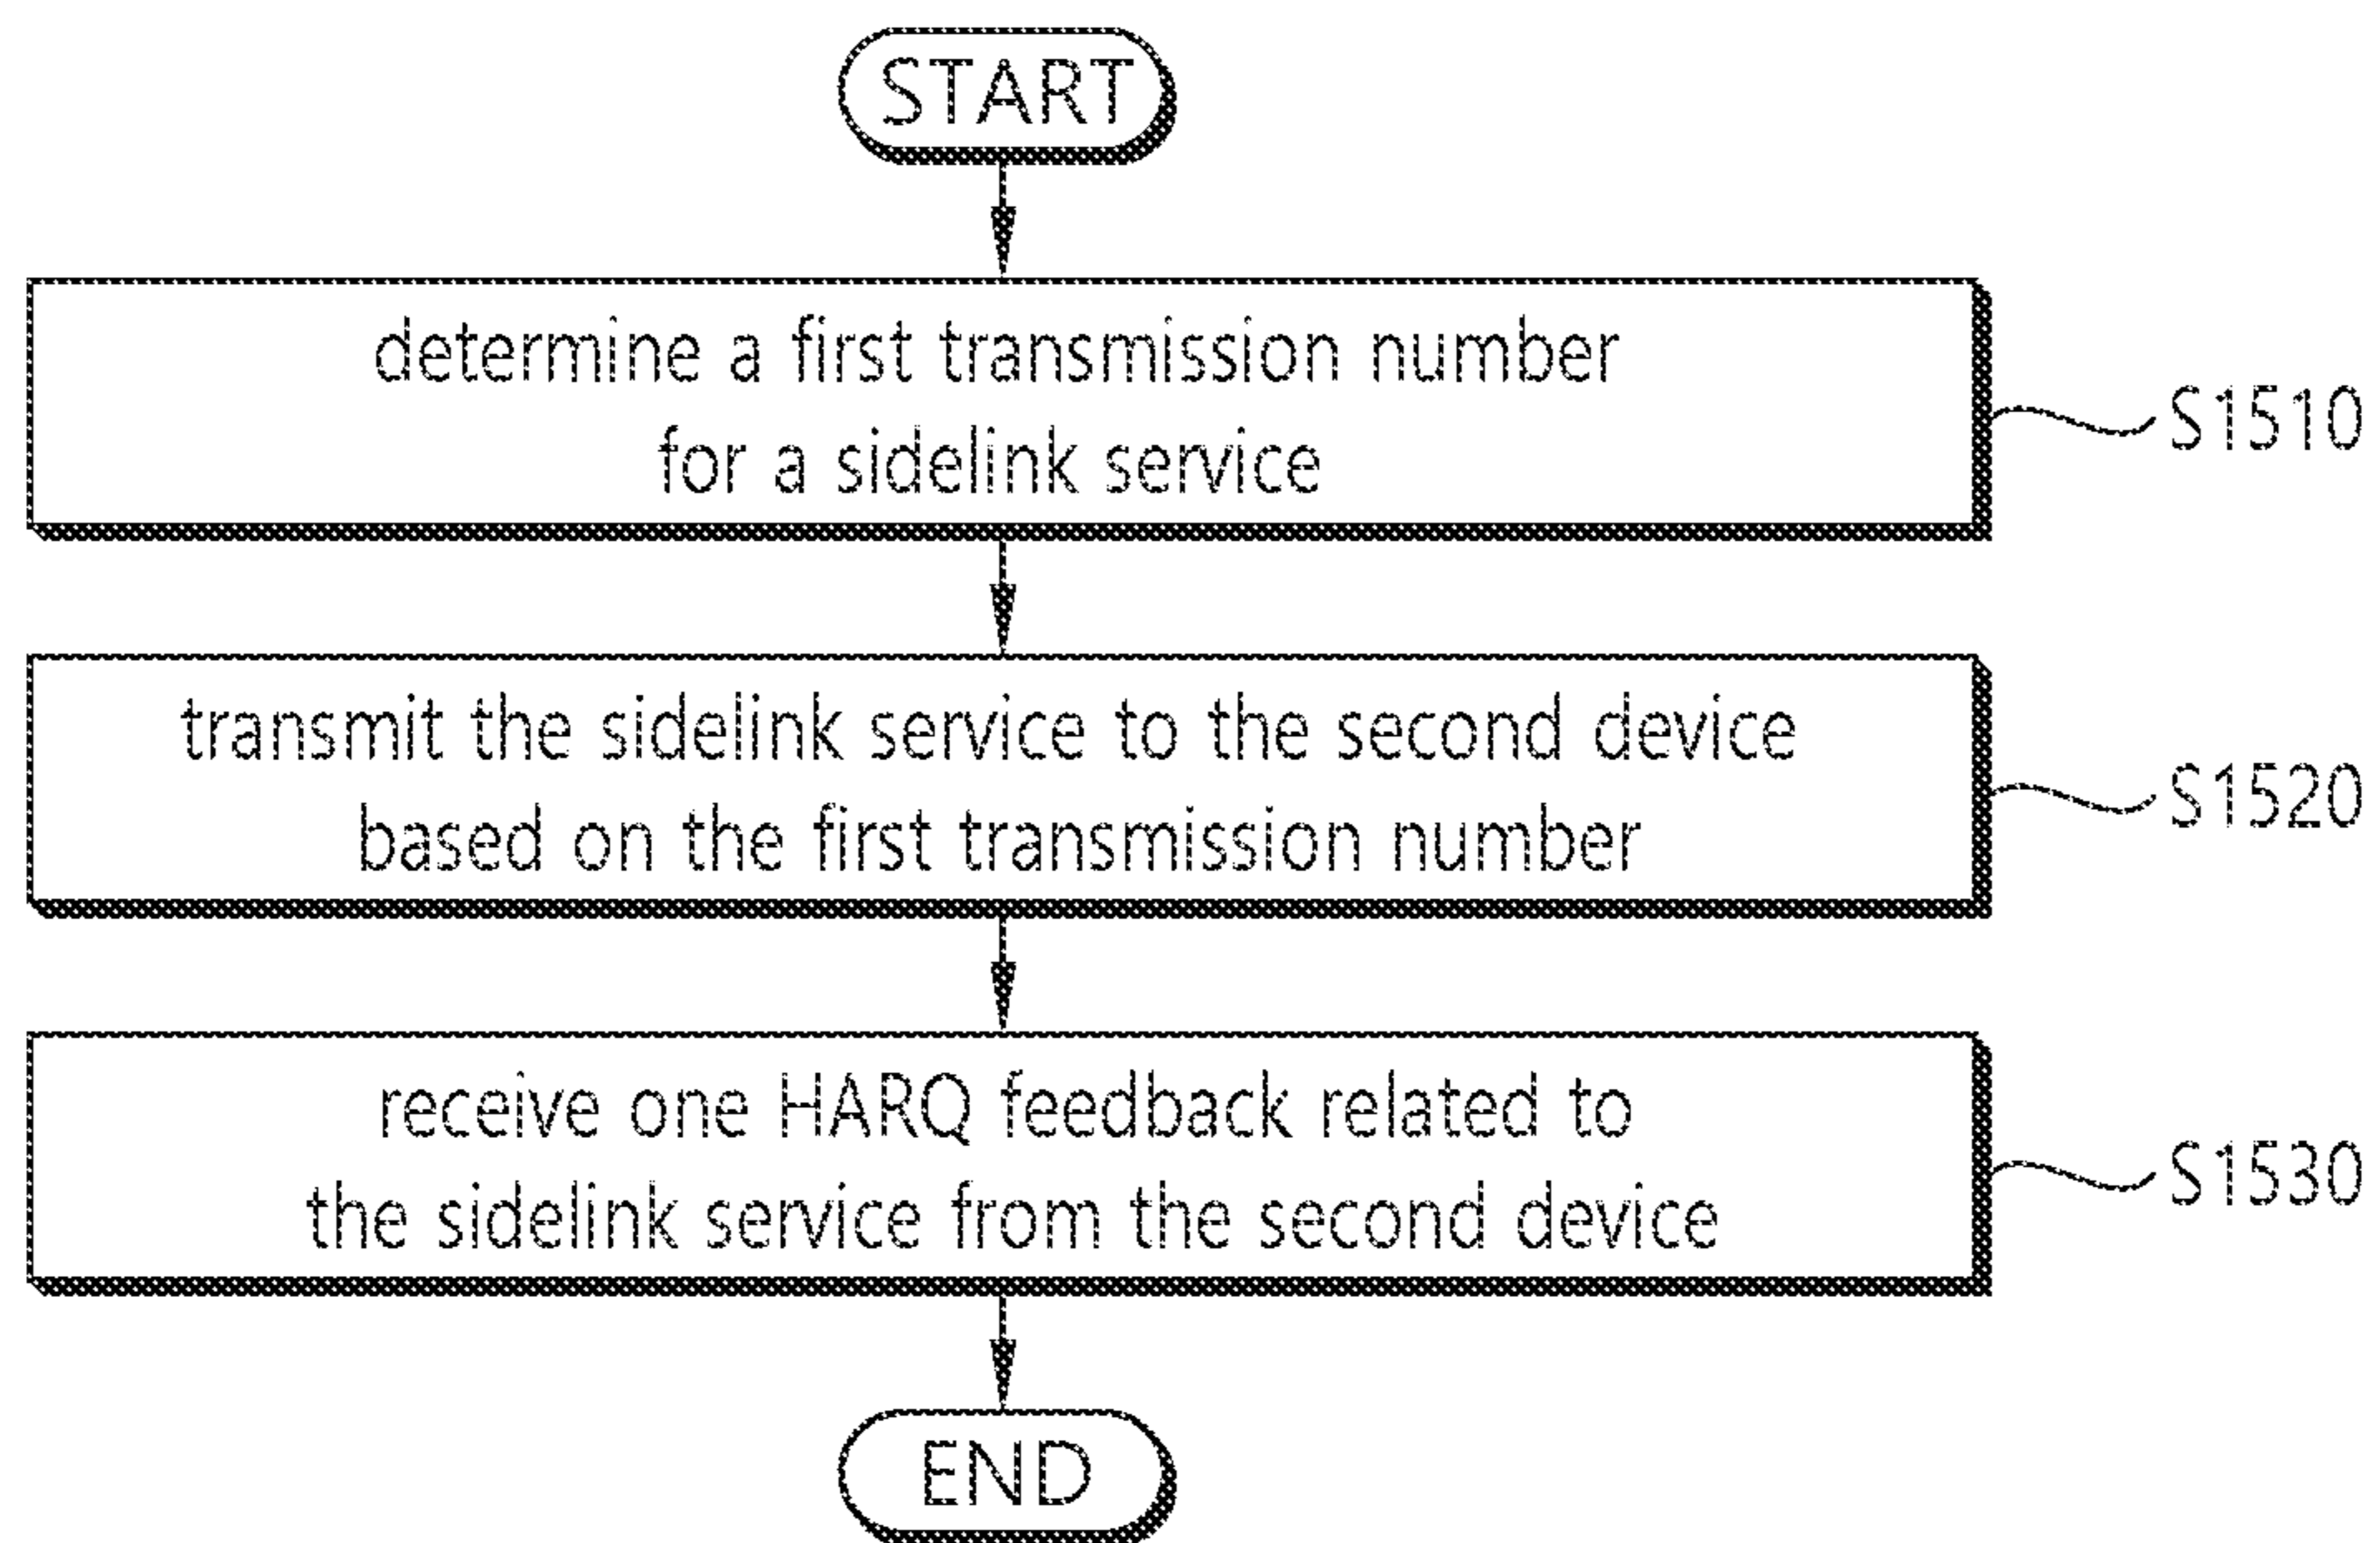 START
determine a first transmission number
for a sidelink service
S1510
transmit the sidelink service to the second device
based on the first transmission number
S1520
receive one HARQ feedback related to
the sidelink service from the second device
S1530
END